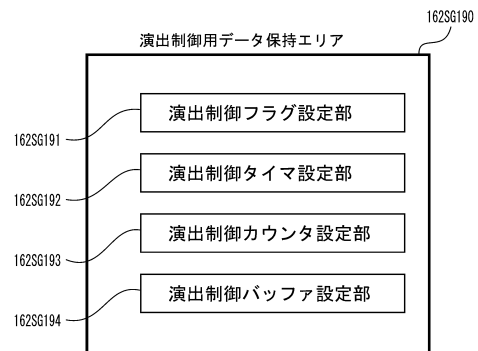 162SG190
演出制御用データ保持エリア
演出制御フラグ設定部
162SG191
演出制御タイマ設定部
162SG192
演出制御カウンタ設定部
162SG193
演出制御バッファ設定部
162SG194